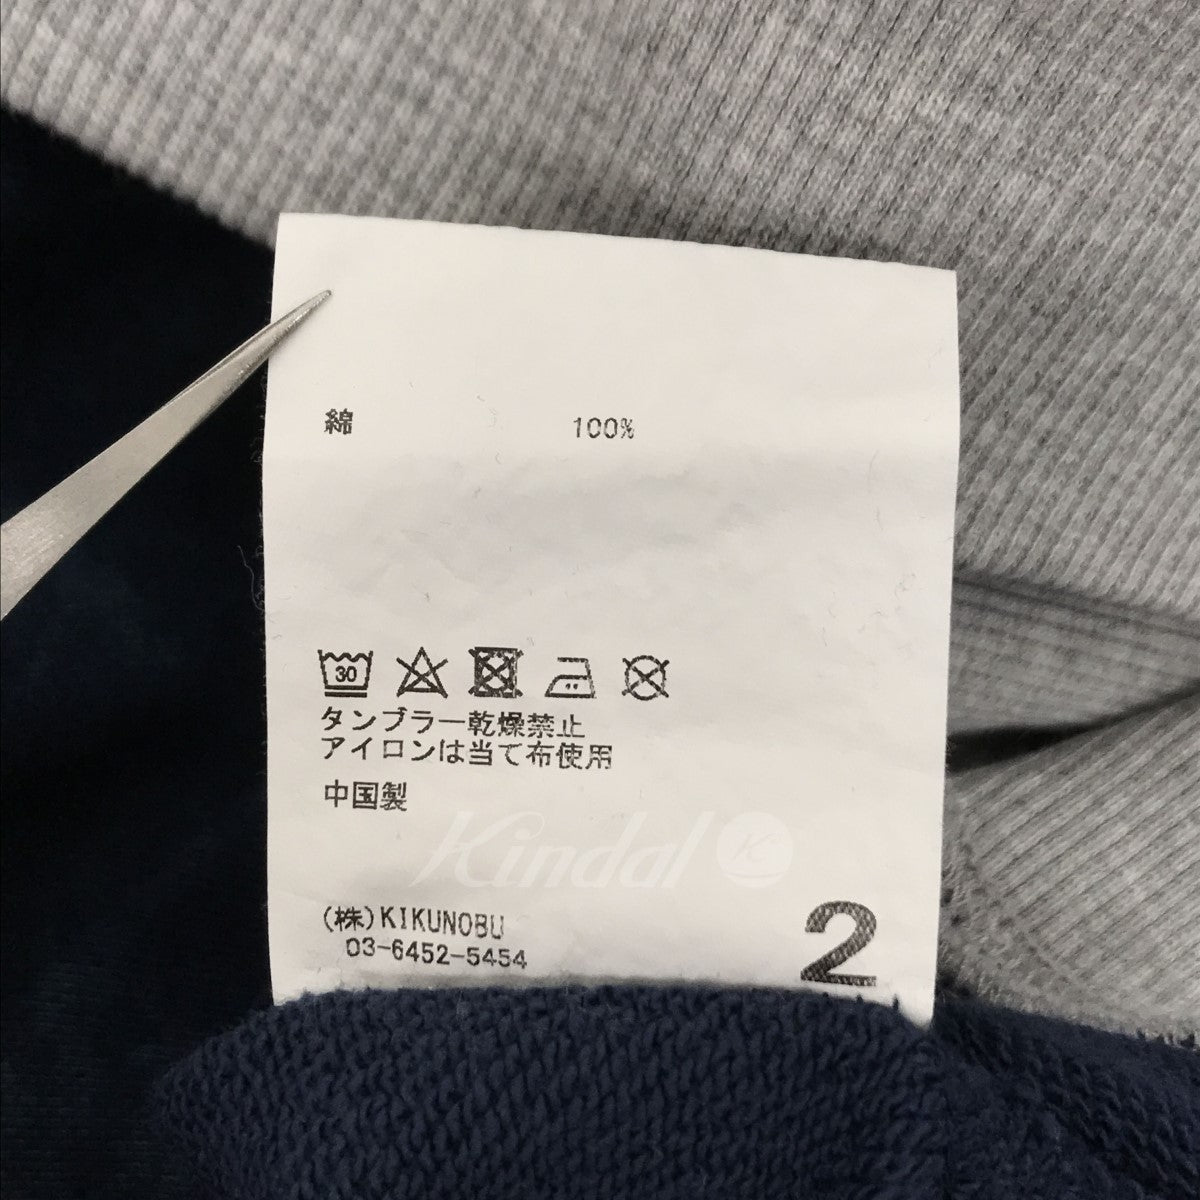 綿 100%
30
タンブラー乾燥禁止
アイロンは当て布使用
中国製
Kindal K
(株)KIKUNOBU
03-6452-5454
2